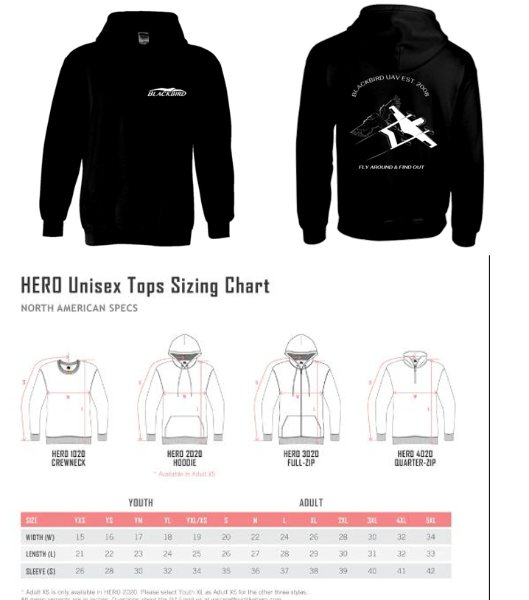 BLACKBIRD
BLACKBIRD UAV EST. 2008
FLY AROUND & FIND OUT
HERO Unisex Tops Sizing Chart
NORTH AMERICAN SPECS
HERO 1020 CREWNECK
HERO 2020 HOODIE
HERO 3020 FULL-ZIP
HERO 4020 QUARTER-ZIP
* Available in Adult XS
YOUTH ADULT
SIZE YXS YS YM YL YXL/XS S M L XL 2XL 3XL 4XL 5XL
WIDTH (W) 15 16 17 18 19 20 22 24 26 28 30 32 34
LENGTH (L) 21 22 23 24 25 26 27 28 29 30 31 32 33
SLEEVE (S) 26 28 30 32 34 35 36 37 38 39 40 41 42
* Adult XS is only available in HERO 2020. Please select Youth XL as Adult XS for the other three styles.